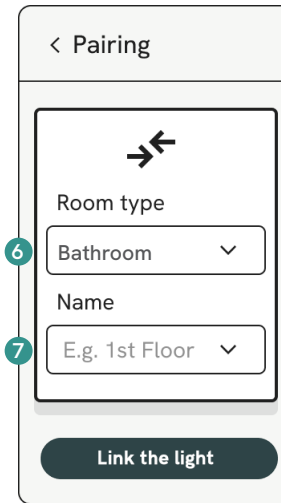 < Pairing
Room type
6 Bathroom
Name
7 E.g. 1st Floor
Link the light